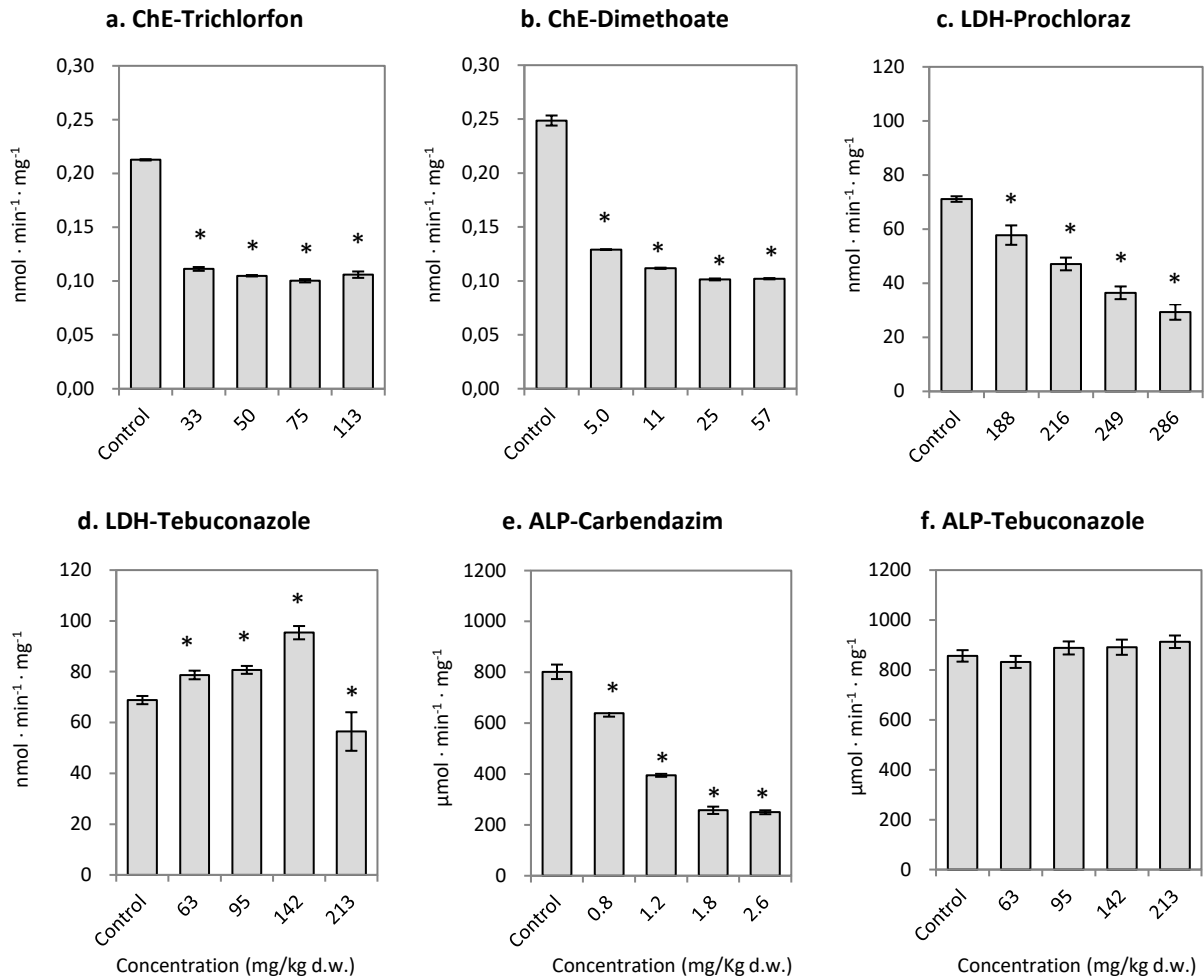 a. ChE-Trichlorfon
nmol · min⁻¹ · mg⁻¹
0,30
0,25
0,20
0,15
0,10
0,05
0,00
* * * *
Control 33 50 75 113
b. ChE-Dimethoate
nmol · min⁻¹ · mg⁻¹
0,30
0,25
0,20
0,15
0,10
0,05
0,00
* * * *
Control 5.0 11 25 57
c. LDH-Prochloraz
nmol · min⁻¹ · mg⁻¹
120
100
80
60
40
20
0
* * * *
Control 188 216 249 286
d. LDH-Tebuconazole
nmol · min⁻¹ · mg⁻¹
120
100
80
60
40
20
0
* * * *
Control 63 95 142 213
Concentration (mg/kg d.w.)
e. ALP-Carbendazim
µmol · min⁻¹ · mg⁻¹
1200
1000
800
600
400
200
0
* * * *
Control 0.8 1.2 1.8 2.6
Concentration (mg/Kg d.w.)
f. ALP-Tebuconazole
µmol · min⁻¹ · mg⁻¹
1200
1000
800
600
400
200
0
Control 63 95 142 213
Concentration (mg/kg d.w.)